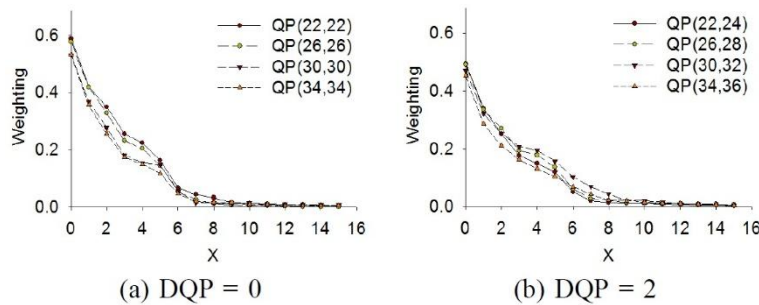 0.6
0.4
0.2
0.0
Weighting
QP(22,22)
QP(26,26)
QP(30,30)
QP(34,34)
0 2 4 6 8 10 12 14 16
X
(a) DQP = 0
0.6
0.4
0.2
0.0
Weighting
QP(22,24)
QP(26,28)
QP(30,32)
QP(34,36)
0 2 4 6 8 10 12 14 16
X
(b) DQP = 2